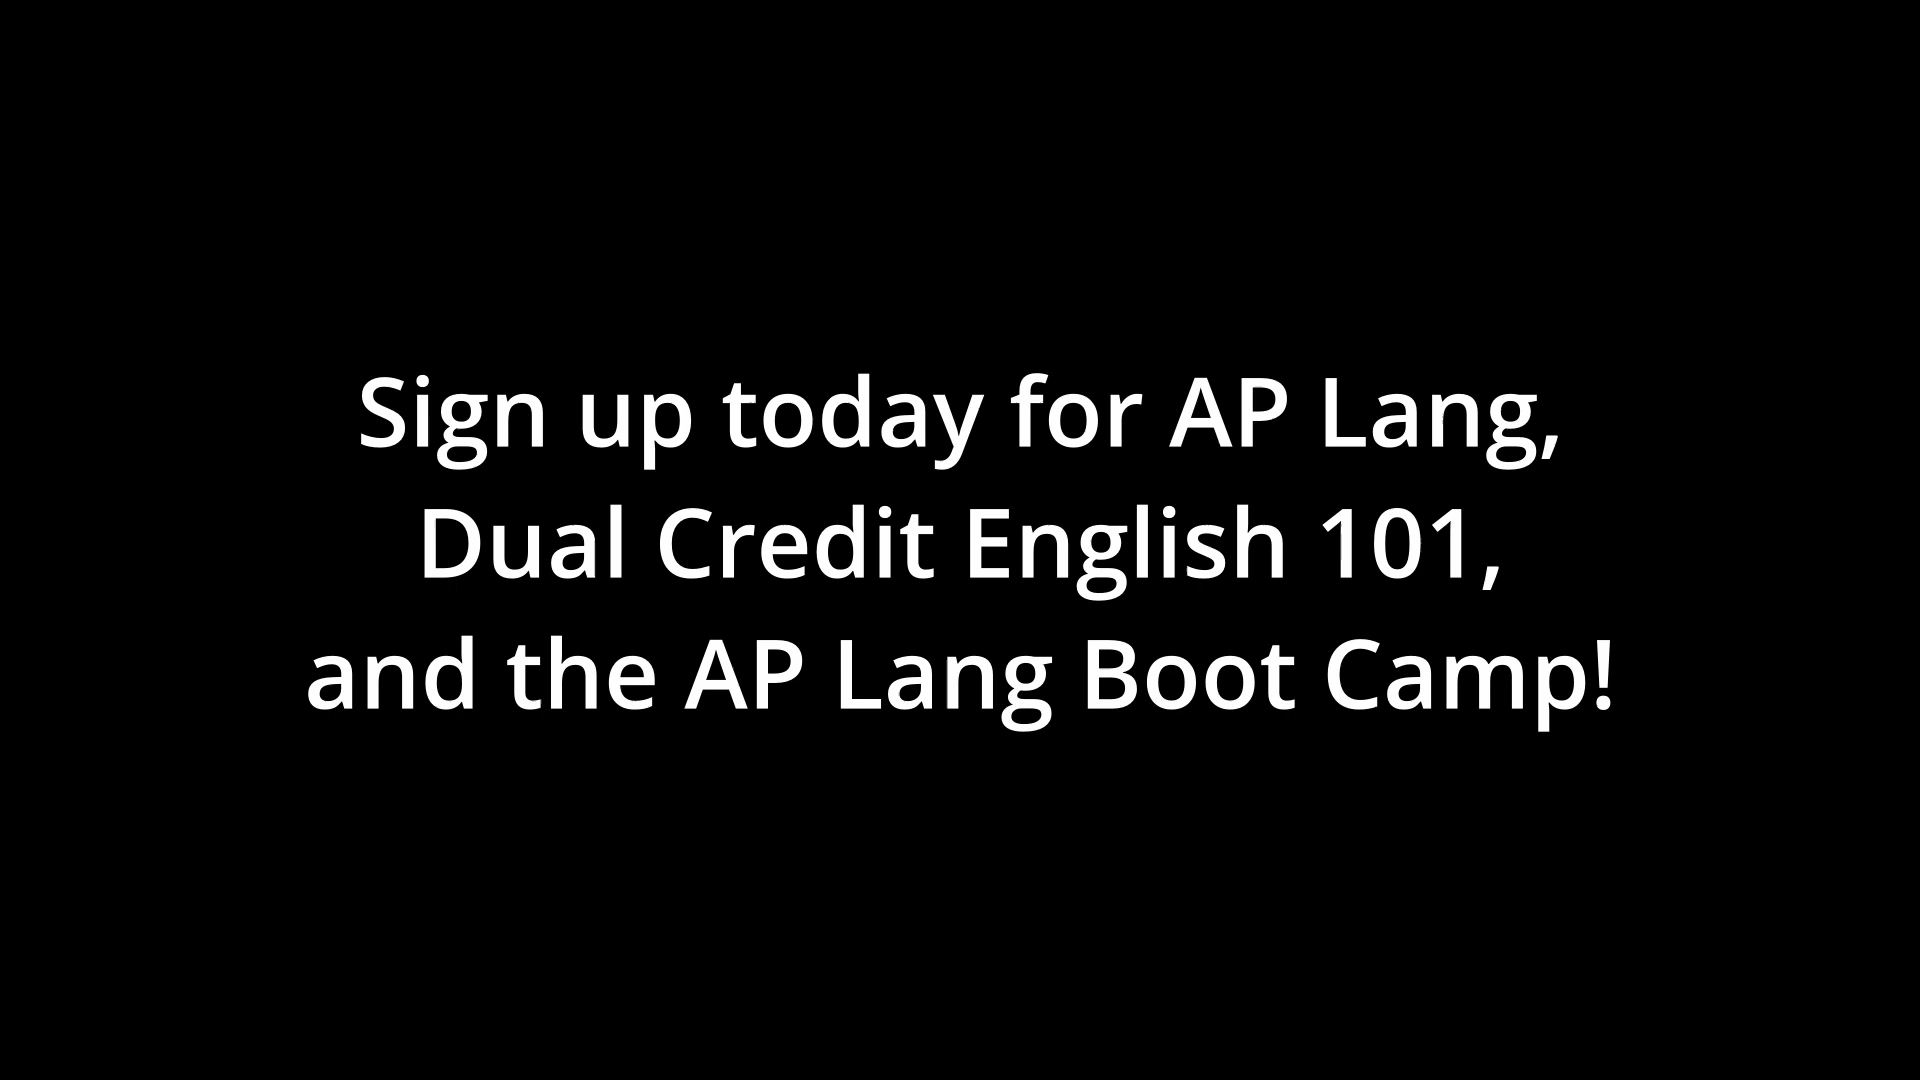 Sign up today for AP Lang,
Dual Credit English 101,
and the AP Lang Boot Camp!